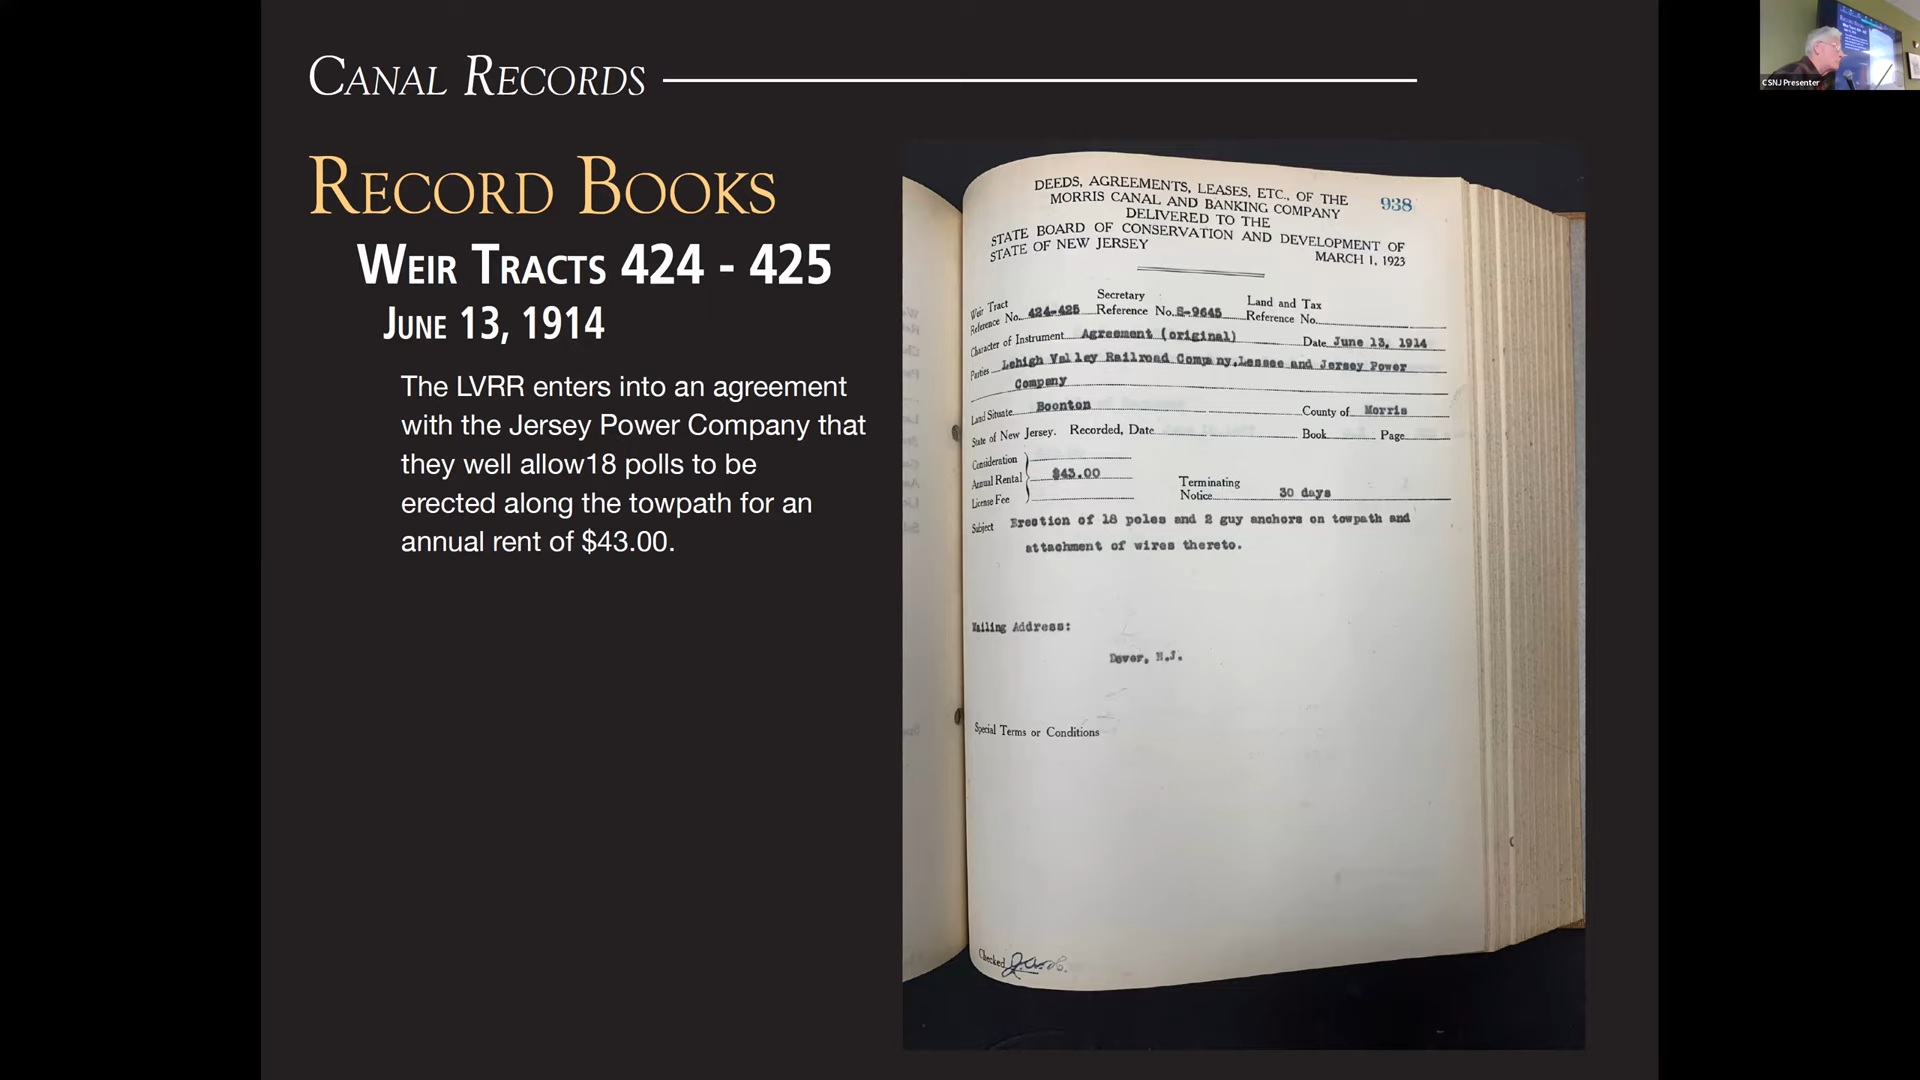 CANAL RECORDS
RECORD BOOKS
WEIR TRACTS 424 - 425
JUNE 13, 1914
The LVRR enters into an agreement
with the Jersey Power Company that
they well allow18 polls to be
erected along the towpath for an
annual rent of $43.00.
DEEDS, AGREEMENTS, LEASES, ETC., OF THE
938
MORRIS CANAL AND BANKING COMPANY
DELIVERED TO THE
STATE BOARD OF CONSERVATION AND DEVELOPMENT OF
STATE OF NEW JERSEY
MARCH 1, 1923
Weir Tract
Reference No. 424-425
Secretary
Reference No. S-9645
Land and Tax
Reference No.
Character of Instrument Agreement (original) Date June 13, 1914
Parties Lehigh Valley Railroad Company, Lessee and Jersey Power
Company
Land Situate Boonton County of Morris
State of New Jersey. Recorded, Date Book Page
Consideration
Annual Rental $43.00
License Fee
Terminating
Notice 30 days
Subject Erection of 18 poles and 2 guy anchors on towpath and
attachment of wires thereto.
Mailing Address:
Dover, N.J.
Special Terms or Conditions
Checked
CSNJ Presenter